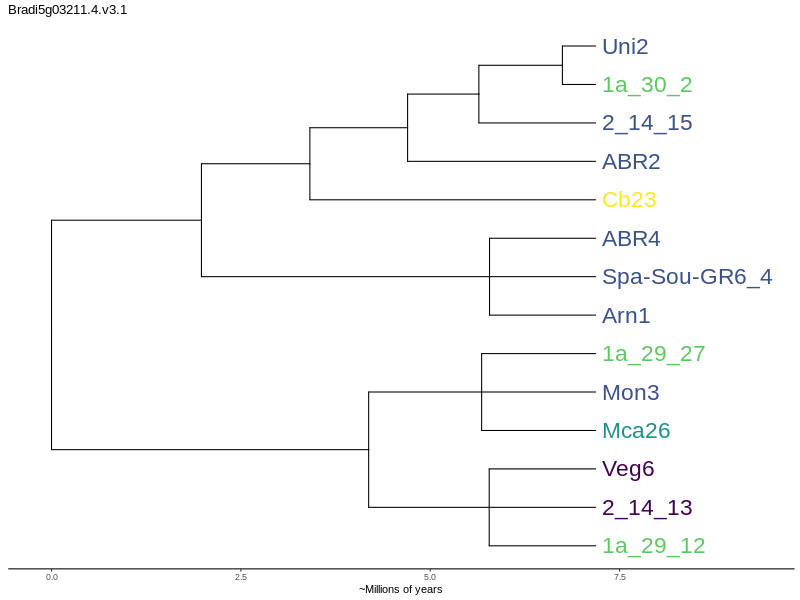 Bradi5g03211.4.v3.1
Uni2
1a_30_2
2_14_15
ABR2
Cb23
ABR4
Spa-Sou-GR6_4
Arn1
1a_29_27
Mon3
Mca26
Veg6
2_14_13
1a_29_12
0.0 2.5 5.0 7.5
~Millions of years